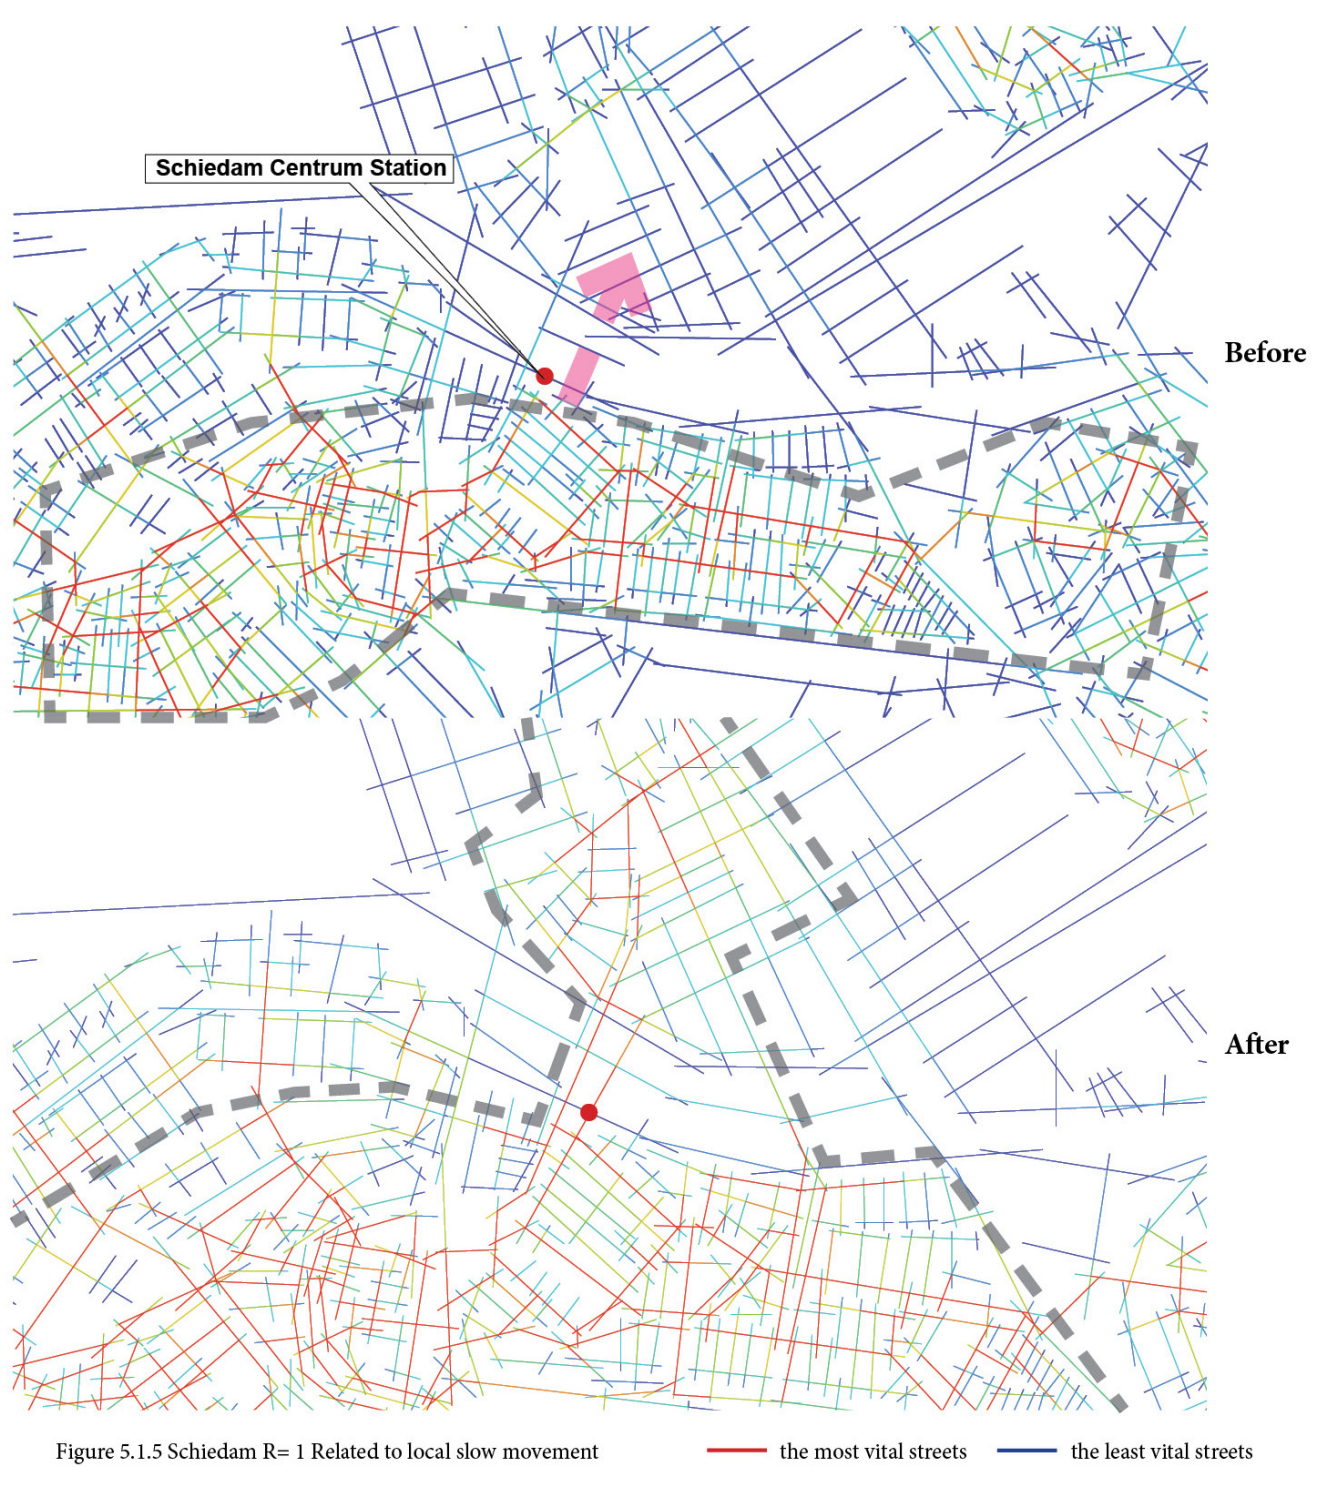 Schiedam Centrum Station
Before
After
Figure 5.1.5 Schiedam R= 1 Related to local slow movement
the most vital streets
the least vital streets